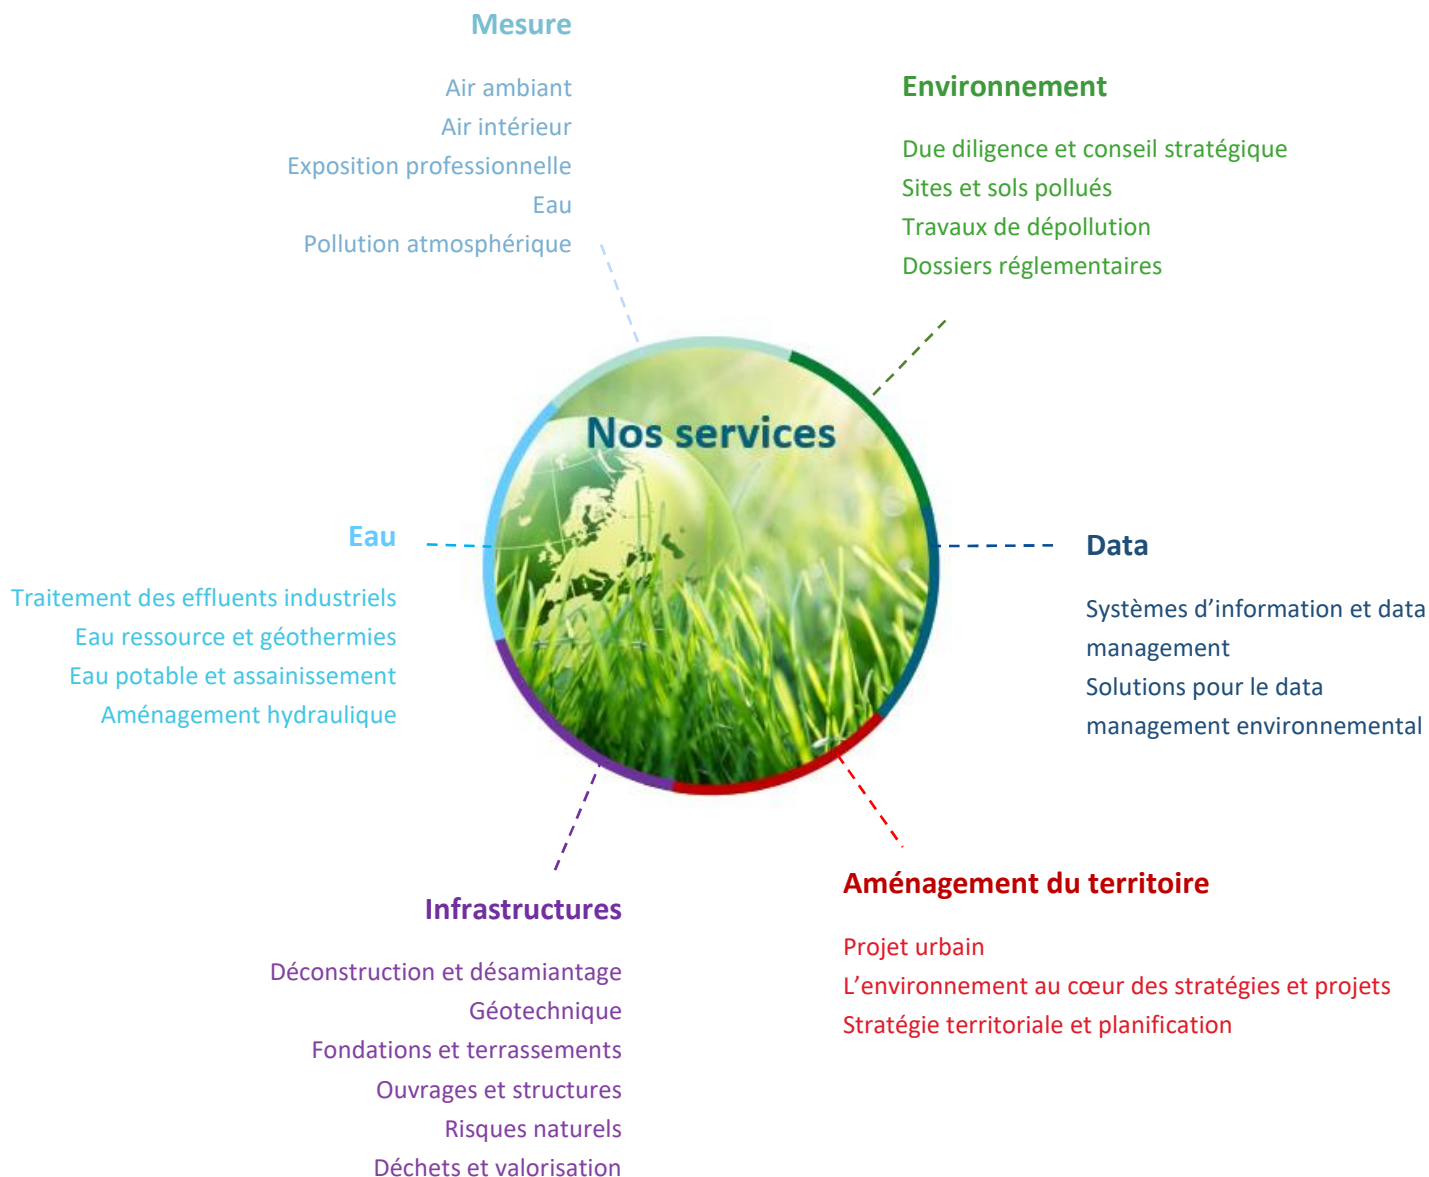 Mesure
Air ambiant
Air intérieur
Exposition professionnelle
Eau
Pollution atmosphérique
Environnement
Due diligence et conseil stratégique
Sites et sols pollués
Travaux de dépollution
Dossiers réglementaires
Nos services
Eau
Traitement des effluents industriels
Eau ressource et géothermies
Eau potable et assainissement
Aménagement hydraulique
Data
Systèmes d’information et data
management
Solutions pour le data
management environnemental
Infrastructures
Déconstruction et désamiantage
Géotechnique
Fondations et terrassements
Ouvrages et structures
Risques naturels
Déchets et valorisation
Aménagement du territoire
Projet urbain
L’environnement au cœur des stratégies et projets
Stratégie territoriale et planification